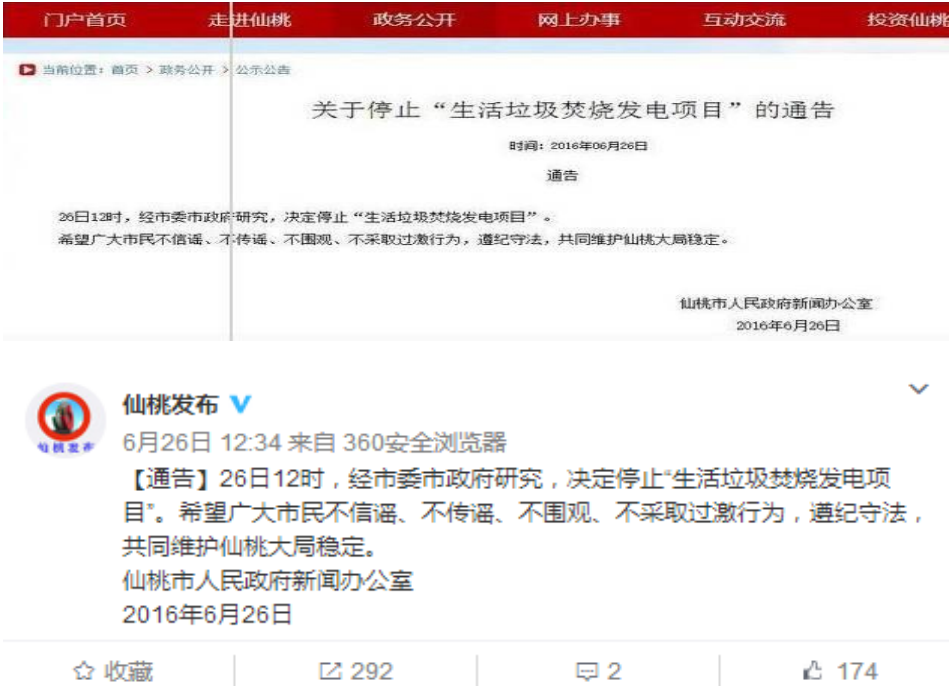 门户首页 走进仙桃 政务公开 网上办事 互动交流 投资仙桃
当前位置：首页 > 政务公开 > 公示公告
关于停止“生活垃圾焚烧发电项目”的通告
时间：2016年06月26日
通告
26日12时，经市委市政府研究，决定停止“生活垃圾焚烧发电项目”。
希望广大市民不信谣、不传谣、不围观、不采取过激行为，遵纪守法，共同维护仙桃大局稳定。
仙桃市人民政府新闻办公室
2016年6月26日
仙桃发布
仙桃发布
6月26日 12:34 来自 360安全浏览器
【通告】26日12时，经市委市政府研究，决定停止“生活垃圾焚烧发电项
目”。希望广大市民不信谣、不传谣、不围观、不采取过激行为，遵纪守法，
共同维护仙桃大局稳定。
仙桃市人民政府新闻办公室
2016年6月26日
收藏 292 2 174